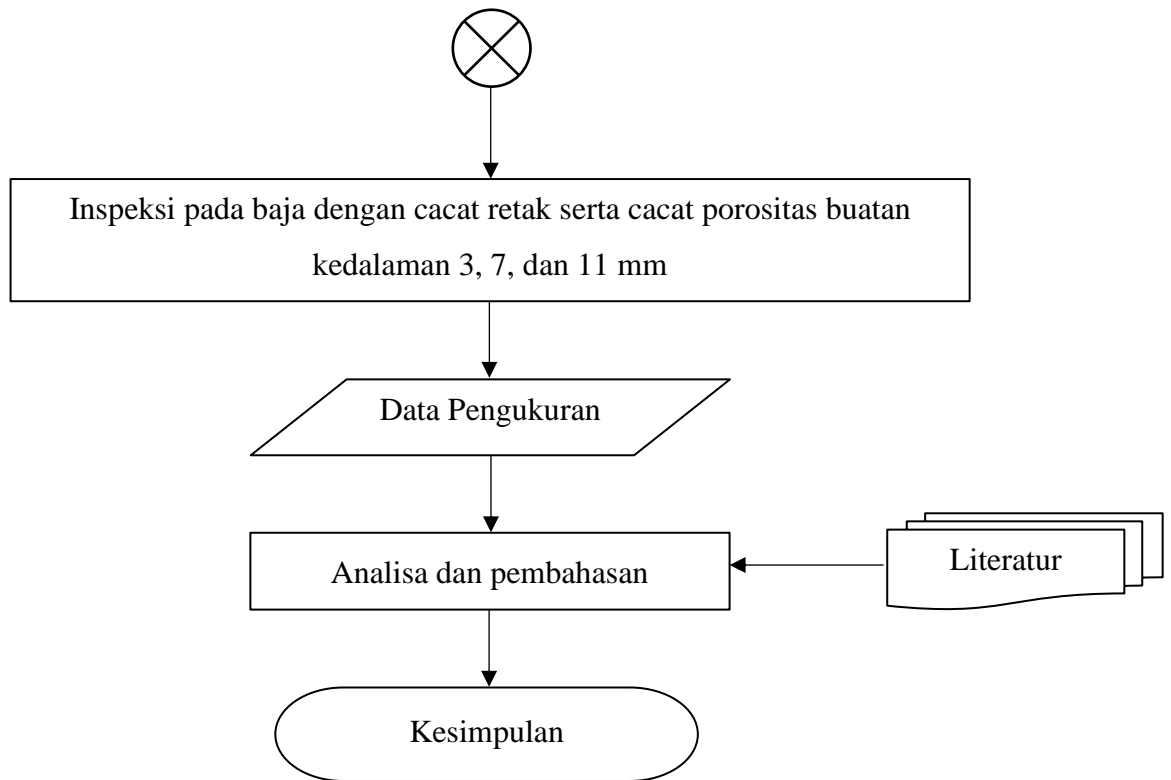 Inspeksi pada baja dengan cacat retak serta cacat porositas buatan
kedalaman 3, 7, dan 11 mm
Data Pengukuran
Analisa dan pembahasan
Literatur
Kesimpulan